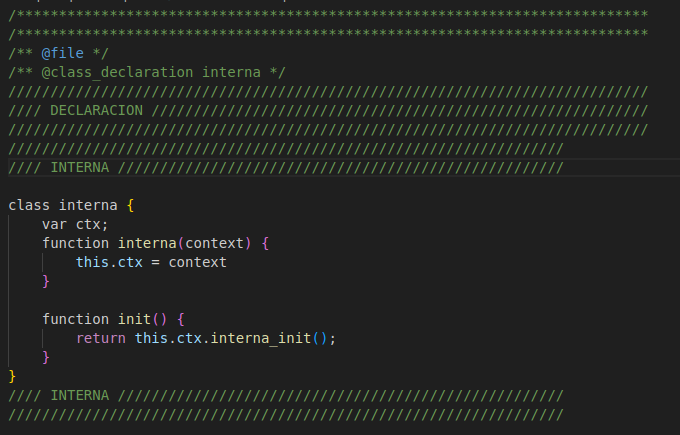 /***************************************************************************
/***************************************************************************
/** @file */
/** @class_declaration interna */
////////////////////////////////////////////////////////////////////////////
//// DECLARACION ///////////////////////////////////////////////////////////
////////////////////////////////////////////////////////////////////////////
//////////////////////////////////////////////////////////////////
//// INTERNA /////////////////////////////////////////////////////
class interna {
    var ctx;
    function interna(context) {
        this.ctx = context
    }
    function init() {
        return this.ctx.interna_init();
    }
}
//// INTERNA /////////////////////////////////////////////////////
//////////////////////////////////////////////////////////////////